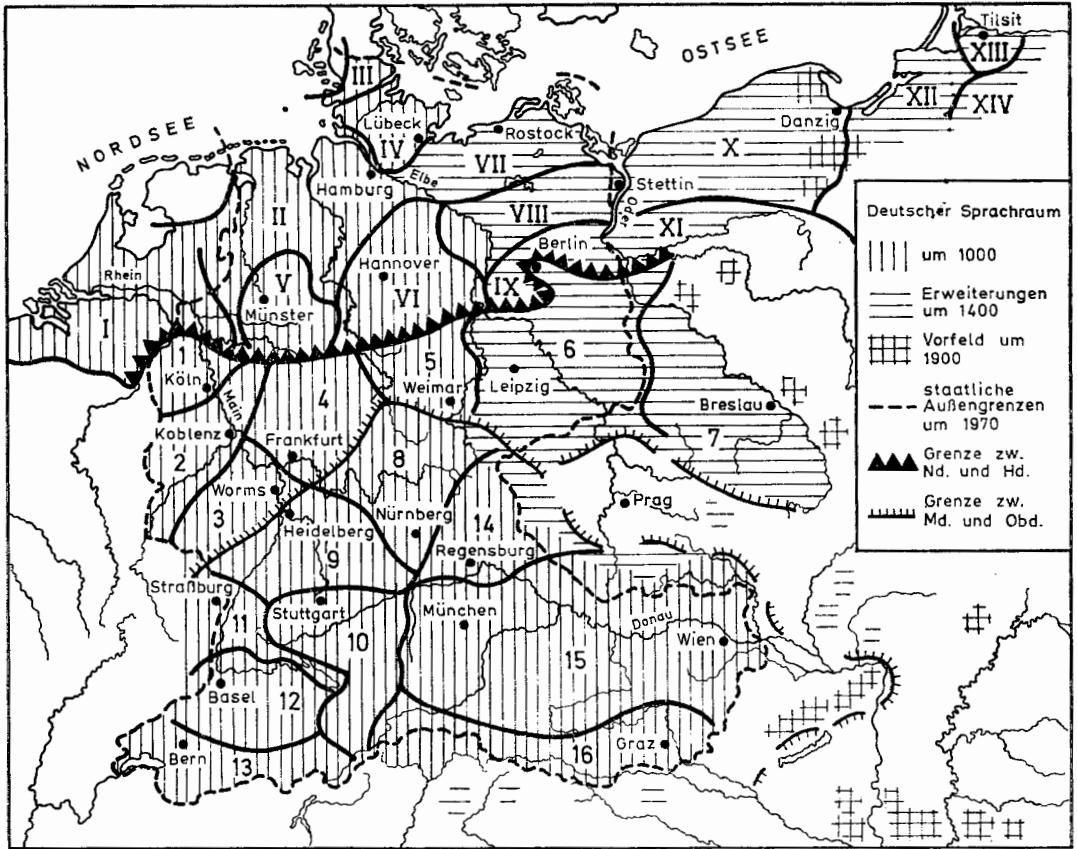 Tilsit
OSTSEE
XIII
III
XII
XIV
NORDSEE
Lübeck
IV
Rostock
Danzig
X
VII
Hamburg
Elbe
Stettin
II
VIII
Oder
XI
Berlin
Hannover
Rhein
V
VI
IX
Münster
I
1
5
6
Köln
4
Weimar
Leipzig
Main
Breslau
Koblenz
Frankfurt
7
2
8
Worms
Prag
3
Nürnberg
14
Heidelberg
9
Regensburg
Straßburg
Stuttgart
München
11
Donau
10
Wien
15
Basel
12
Bern
16
Graz
13
Deutscher Sprachraum
um 1000
Erweiterungen
um 1400
Vorfeld um
1900
staatliche
Außengrenzen
um 1970
Grenze zw.
Nd. und Hd.
Grenze zw.
Md. und Obd.